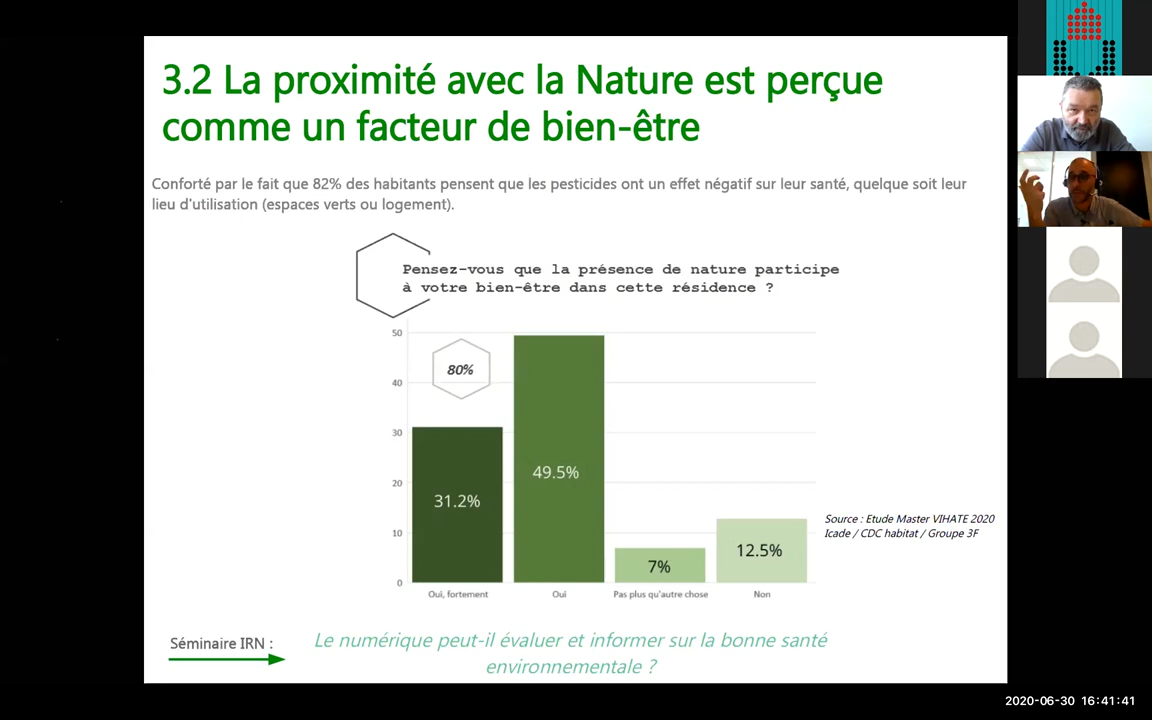 3.2 La proximité avec la Nature est perçue
comme un facteur de bien-être
Conforté par le fait que 82% des habitants pensent que les pesticides ont un effet négatif sur leur santé, quelque soit leur
lieu d'utilisation (espaces verts ou logement).
Pensez-vous que la présence de nature participe
à votre bien-être dans cette résidence ?
50
80%
40
30
49.5%
20
31.2%
10
7%
12.5%
0
Oui, fortement
Oui
Pas plus qu'autre chose
Non
Source : Etude Master VIHATE 2020
Icade / CDC habitat / Groupe 3F
Séminaire IRN :
Le numérique peut-il évaluer et informer sur la bonne santé
environnementale ?
2020-06-30 16:41:41